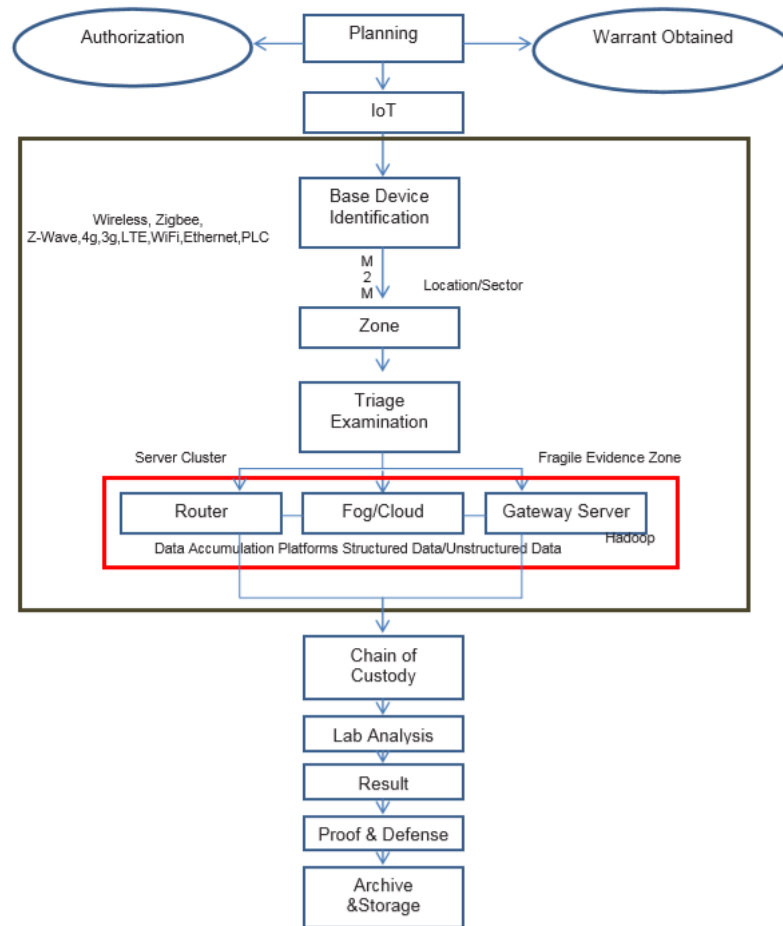 Authorization
Planning
Warrant Obtained
IoT
Base Device
Identification
Wireless, Zigbee,
Z-Wave,4g,3g,LTE,WiFi,Ethernet,PLC
M
2
M
Location/Sector
Zone
Triage
Examination
Server Cluster
Fragile Evidence Zone
Router
Fog/Cloud
Gateway Server
Hadoop
Data Accumulation Platforms Structured Data/Unstructured Data
Chain of
Custody
Lab Analysis
Result
Proof & Defense
Archive
&Storage